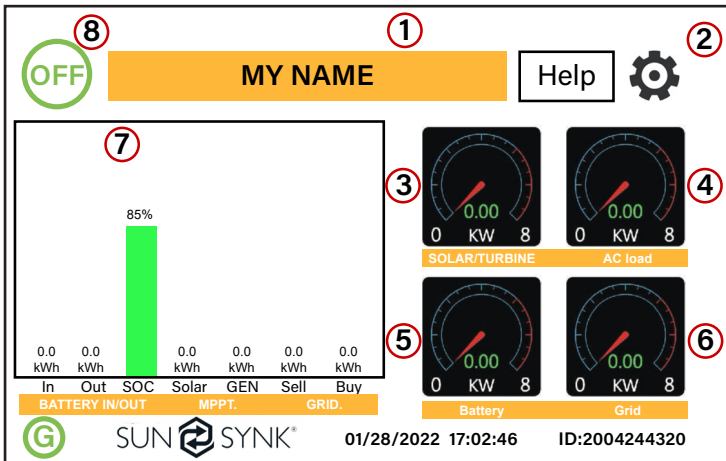 1
8
2
OFF
MY NAME
Help
7
85%
0.0 0.0 0.0 0.0 0.0 0.0
kWh kWh kWh kWh kWh kWh
In Out SOC Solar GEN Sell Buy
BATTERY IN/OUT MPPT. GRID.
3
0.00
0 KW 8
SOLAR/TURBINE
4
0.00
0 KW 8
AC load
5
0.00
0 KW 8
Battery
6
0.00
0 KW 8
Grid
G
SUN SYNK®
01/28/2022 17:02:46 ID:2004244320